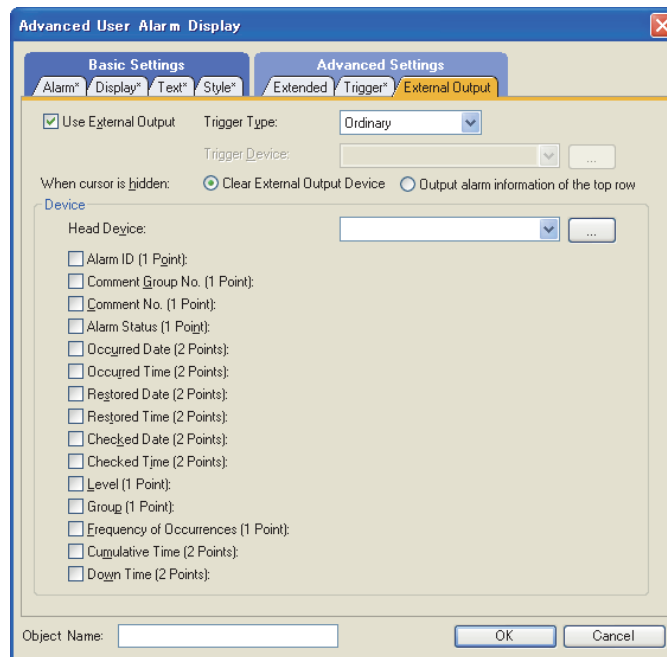 Advanced User Alarm Display
Basic Settings Advanced Settings
Alarm* Display* Text* Style* Extended Trigger* External Output
Use External Output Trigger Type: Ordinary
Trigger Device: ...
When cursor is hidden: Clear External Output Device Output alarm information of the top row
Device
Head Device: ...
Alarm ID (1 Point):
Comment Group No. (1 Point):
Comment No. (1 Point):
Alarm Status (1 Point):
Occurred Date (2 Points):
Occurred Time (2 Points):
Restored Date (2 Points):
Restored Time (2 Points):
Checked Date (2 Points):
Checked Time (2 Points):
Level (1 Point):
Group (1 Point):
Frequency of Occurrences (1 Point):
Cumulative Time (2 Points):
Down Time (2 Points):
Object Name: OK Cancel